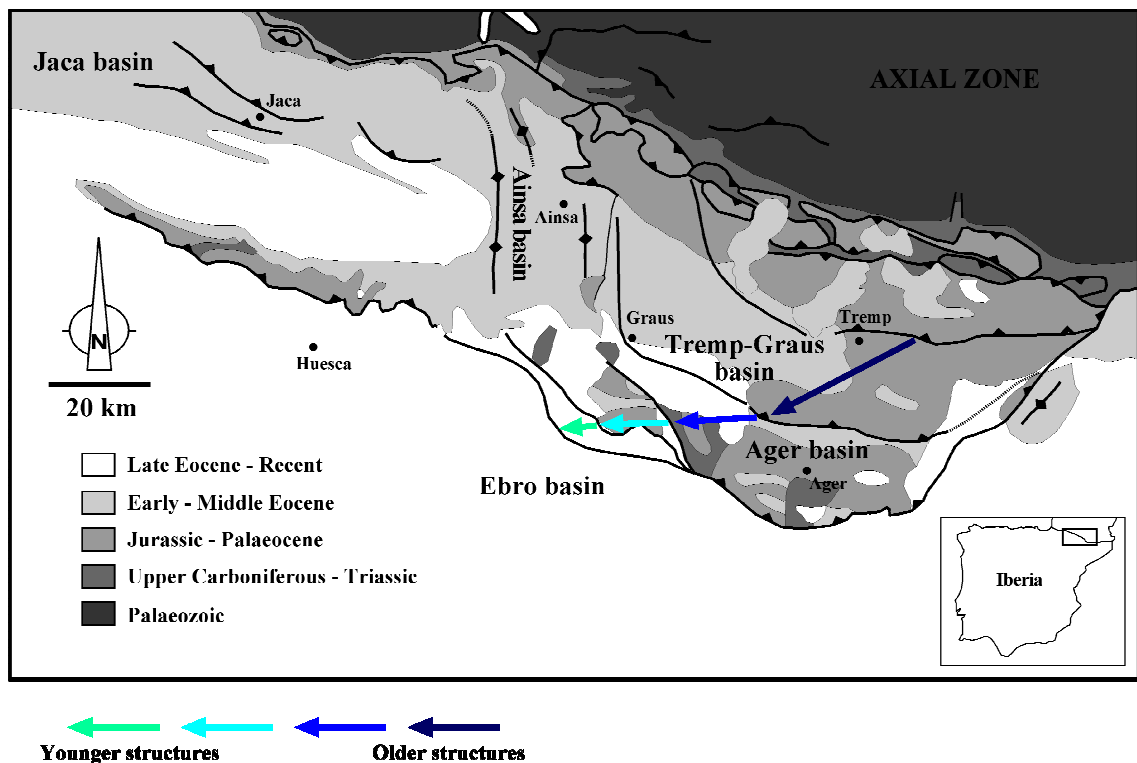 Jaca basin
AXIAL ZONE
Jaca
Ainsa basin
Ainsa
N
20 km
Huesca
Graus
Tremp
Tremp-Graus
basin
Ager basin
Ager
Ebro basin
Late Eocene - Recent
Early - Middle Eocene
Jurassic - Palaeocene
Upper Carboniferous - Triassic
Palaeozoic
Iberia
Younger structures
Older structures